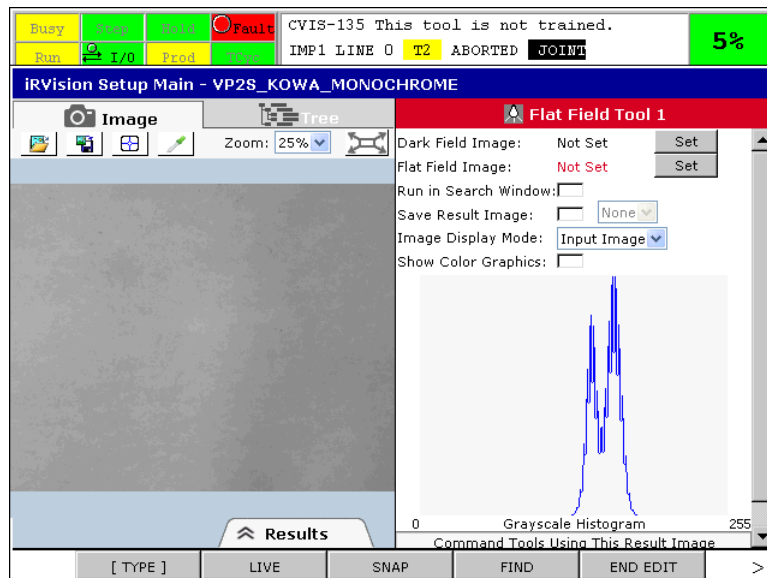 Busy Step Hold Fault CVIS-135 This tool is not trained.
Run I/O Prod TCyc IMP1 LINE 0 T2 ABORTED JOINT 5%
iRVision Setup Main - VP2S_KOWA_MONOCHROME
Image Tree
Zoom: 25%
Flat Field Tool 1
Dark Field Image: Not Set Set
Flat Field Image: Not Set Set
Run in Search Window:
Save Result Image: None
Image Display Mode: Input Image
Show Color Graphics:
0 Grayscale Histogram 255
Results
Command Tools Using This Result Image
[ TYPE ] LIVE SNAP FIND END EDIT >